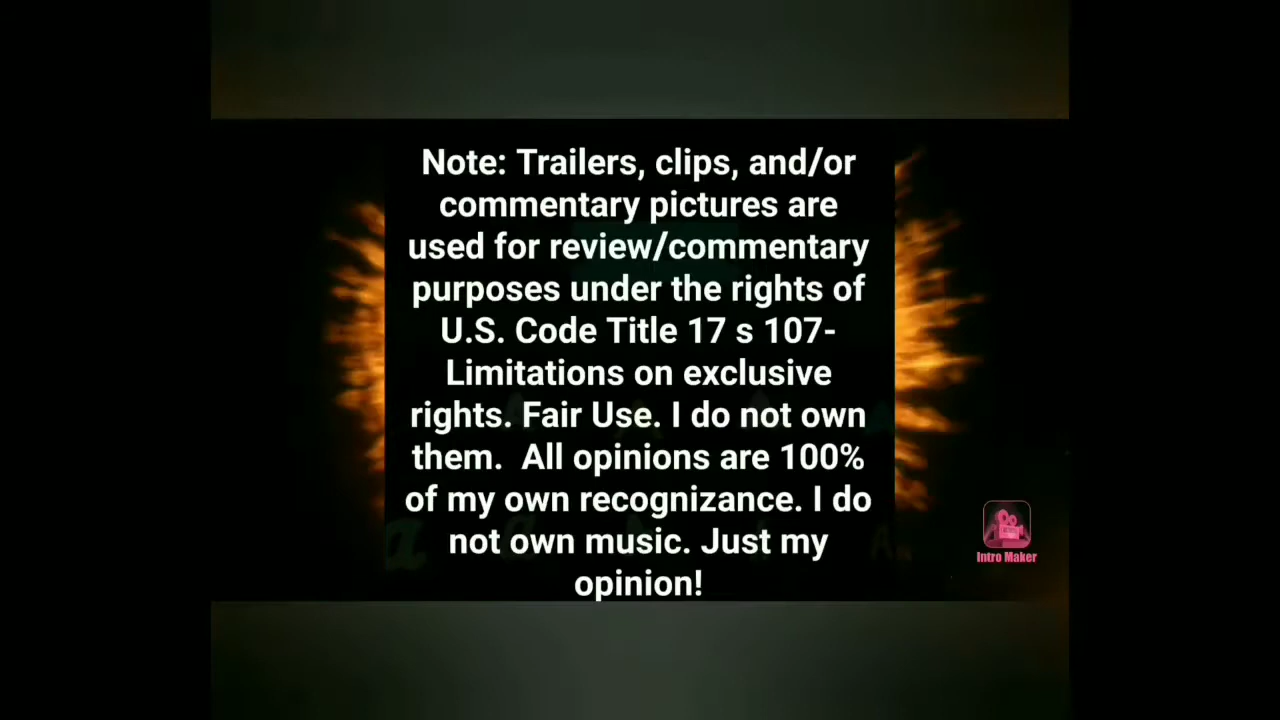 Note: Trailers, clips, and/or
commentary pictures are
used for review/commentary
purposes under the rights of
U.S. Code Title 17 s 107-
Limitations on exclusive
rights. Fair Use. I do not own
them.  All opinions are 100%
of my own recognizance. I do
not own music. Just my
opinion!
Intro Maker